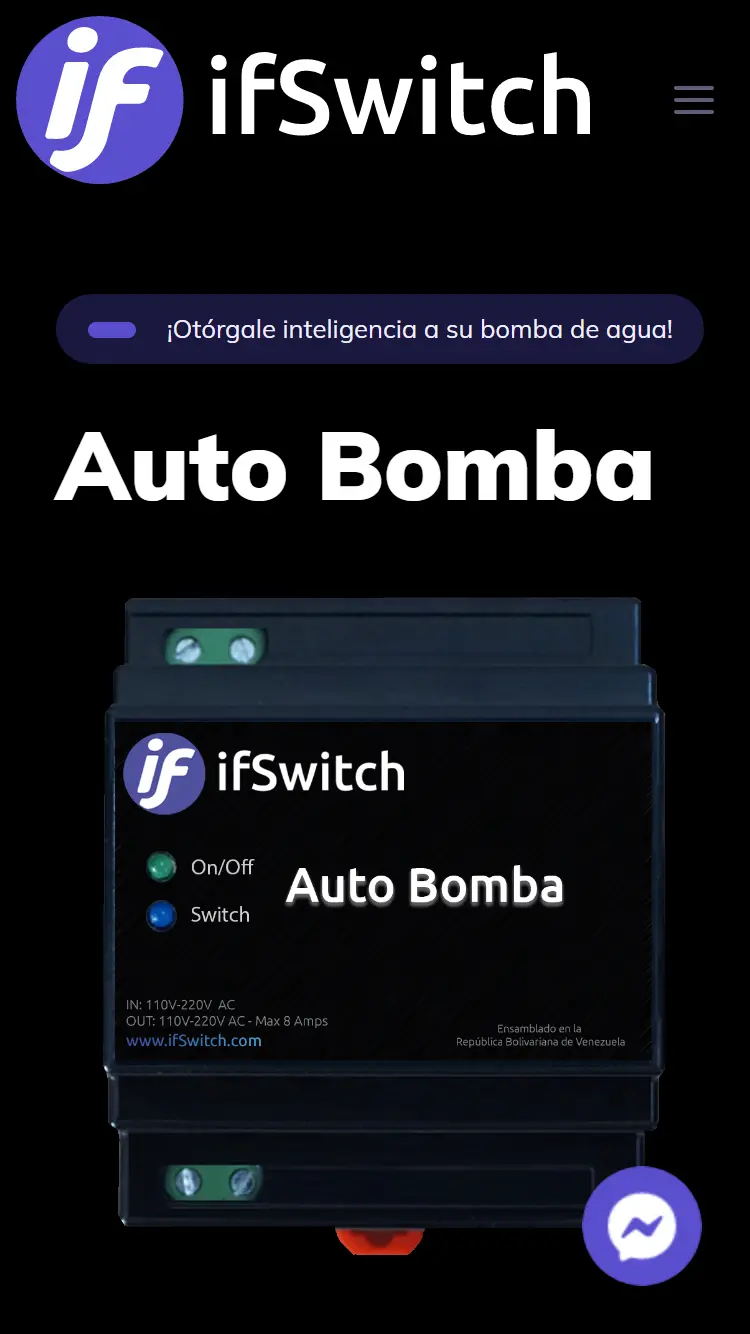 if
ifSwitch
¡Otórgale inteligencia a su bomba de agua!
Auto Bomba
if
ifSwitch
On/Off
Auto Bomba
Switch
IN: 110V-220V AC
OUT: 110V-220V AC - Max 8 Amps
www.ifSwitch.com
Ensamblado en la
República Bolivariana de Venezuela